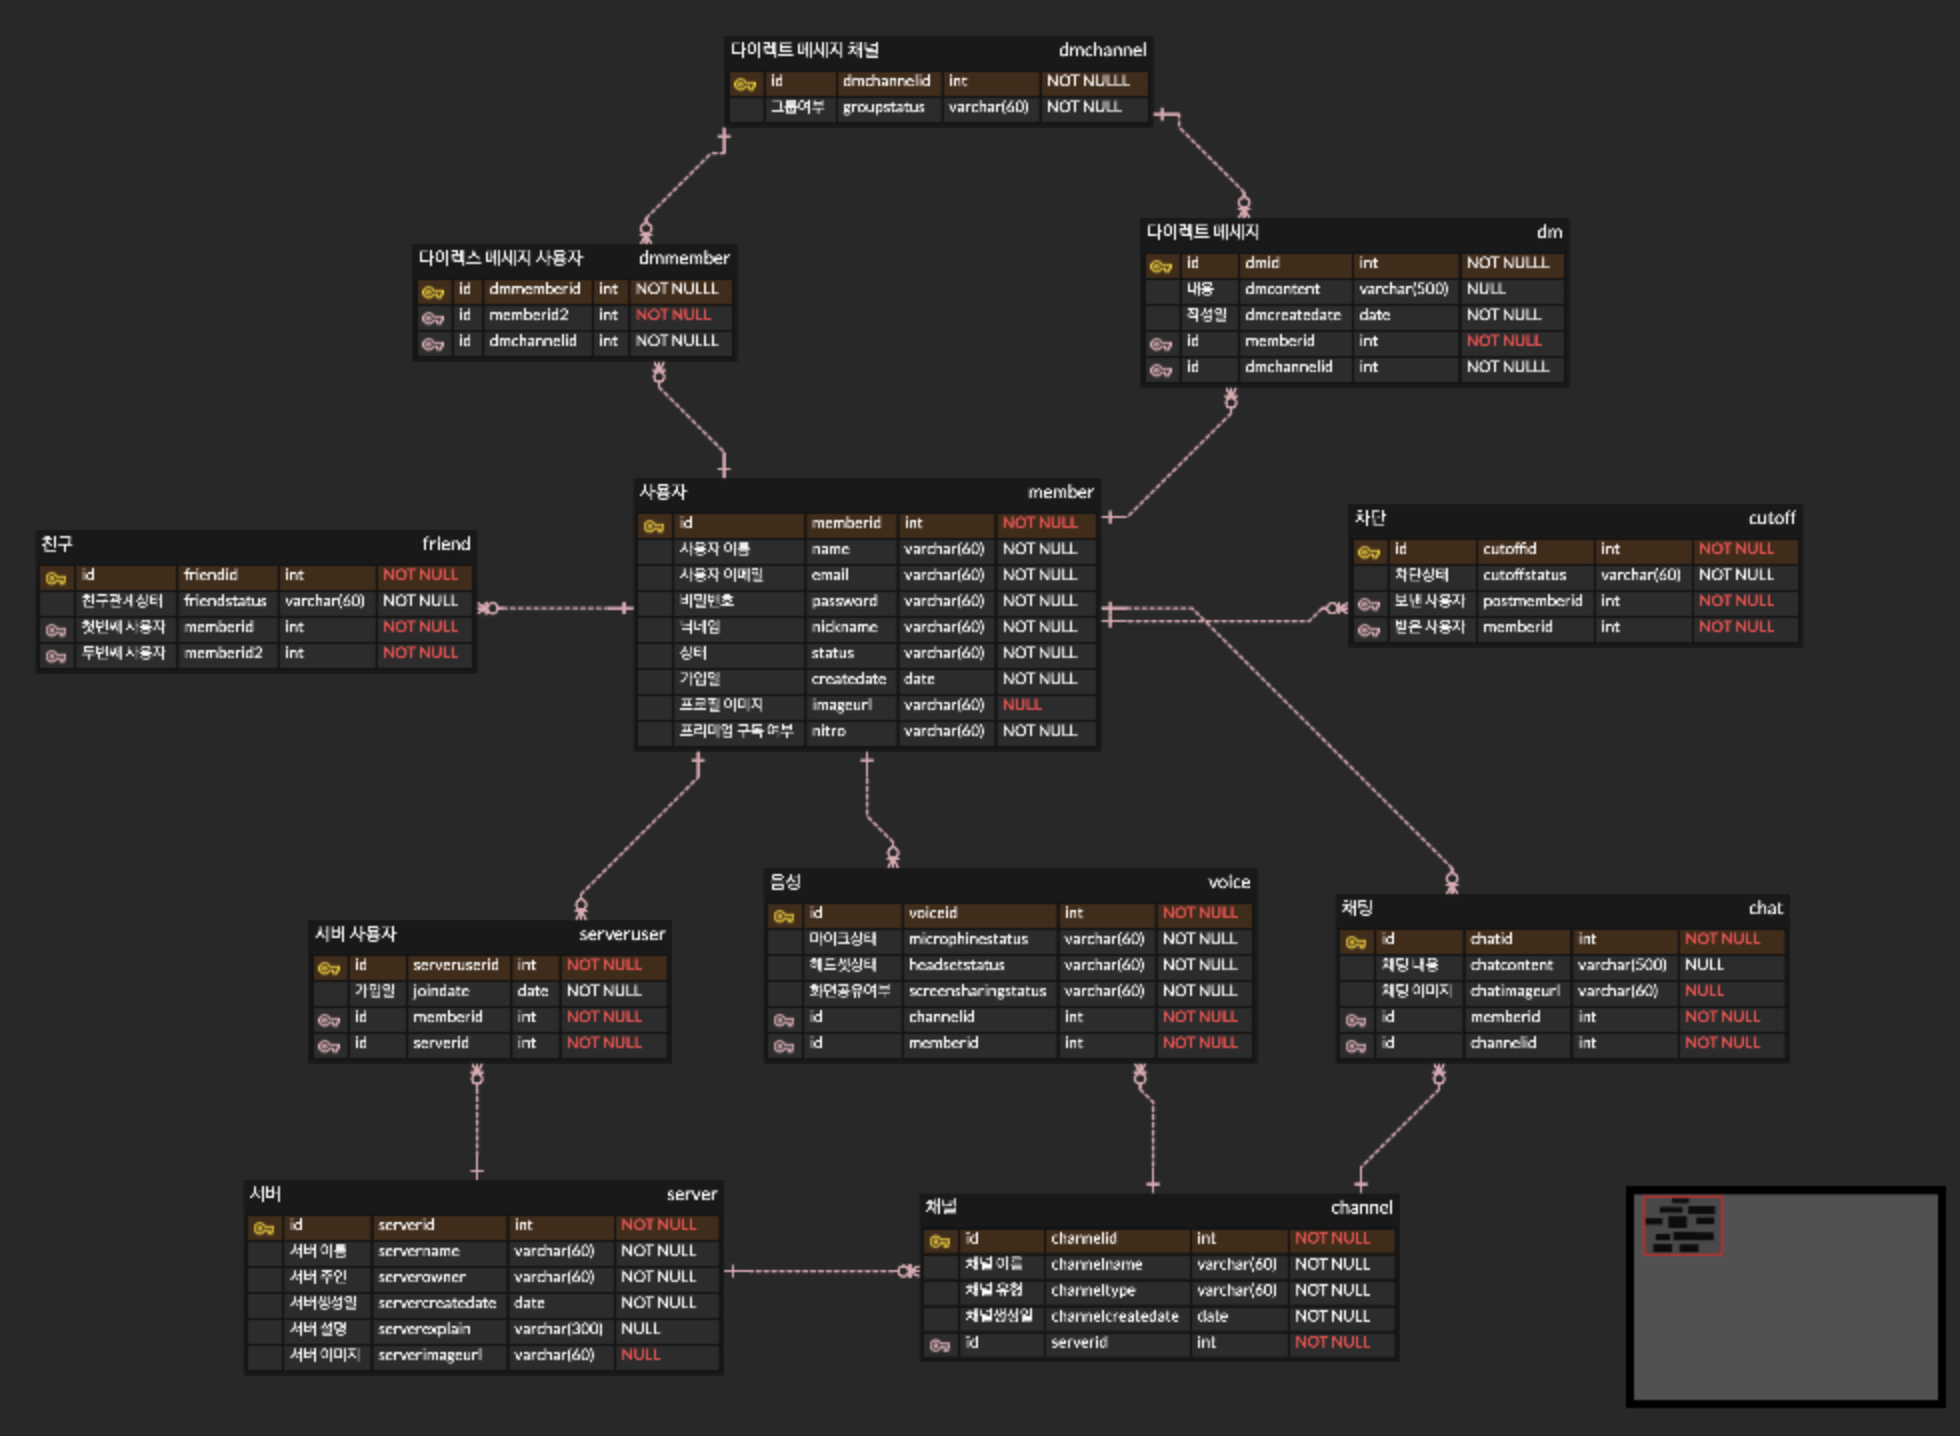 다이렉트 메세지 채널 dmchannel
id dmchannelid int NOT NULLL
그룹여부 groupstatus varchar(60) NOT NULL
다이렉트 메세지 dm
id dmid int NOT NULLL
내용 dmcontent varchar(500) NULL
작성일 dmcreatedate date NOT NULL
id memberid int NOT NULL
id dmchannelid int NOT NULLL
다이렉스 메세지 사용자 dmmember
id dmmemberid int NOT NULLL
id memberid2 int NOT NULL
id dmchannelid int NOT NULLL
사용자 member
id memberid int NOT NULL
사용자 이름 name varchar(60) NOT NULL
사용자 이메일 email varchar(60) NOT NULL
비밀번호 password varchar(60) NOT NULL
닉네임 nickname varchar(60) NOT NULL
상태 status varchar(60) NOT NULL
가입일 createdate date NOT NULL
프로필 이미지 imageurl varchar(60) NULL
프리미엄 구독 여부 nitro varchar(60) NOT NULL
차단 cutoff
id cutoffid int NOT NULL
차단상태 cutoffstatus varchar(60) NOT NULL
보낸 사용자 postmemberid int NOT NULL
받은 사용자 memberid int NOT NULL
친구 friend
id friendid int NOT NULL
친구관계상태 friendstatus varchar(60) NOT NULL
첫번째 사용자 memberid int NOT NULL
두번째 사용자 memberid2 int NOT NULL
음성 voice
id voiceid int NOT NULL
마이크상태 microphinestatus varchar(60) NOT NULL
헤드셋상태 headsetstatus varchar(60) NOT NULL
화면공유여부 screensharingstatus varchar(60) NOT NULL
id channelid int NOT NULL
id memberid int NOT NULL
채팅 chat
id chatid int NOT NULL
채팅 내용 chatcontent varchar(500) NULL
채팅 이미지 chatimageurl varchar(60) NULL
id memberid int NOT NULL
id channelid int NOT NULL
서버 사용자 serveruser
id serveruserid int NOT NULL
가입일 joindate date NOT NULL
id memberid int NOT NULL
id serverid int NOT NULL
서버 server
id serverid int NOT NULL
서버 이름 servername varchar(60) NOT NULL
서버 주인 serverowner varchar(60) NOT NULL
서버생성일 servercreatedate date NOT NULL
서버 설명 serverexplain varchar(300) NULL
서버 이미지 serverimageurl varchar(60) NULL
채널 channel
id channelid int NOT NULL
채널 이름 channelname varchar(60) NOT NULL
채널 유형 channeltype varchar(60) NOT NULL
채널생성일 channelcreatedate date NOT NULL
id serverid int NOT NULL